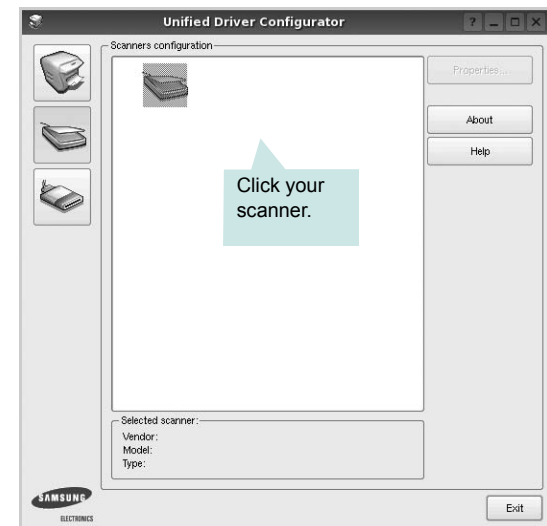 Unified Driver Configurator
Scanners configuration
Properties...
About
Help
Click your
scanner.
Selected scanner:
Vendor:
Model:
Type:
SAMSUNG
ELECTRONICS
Exit